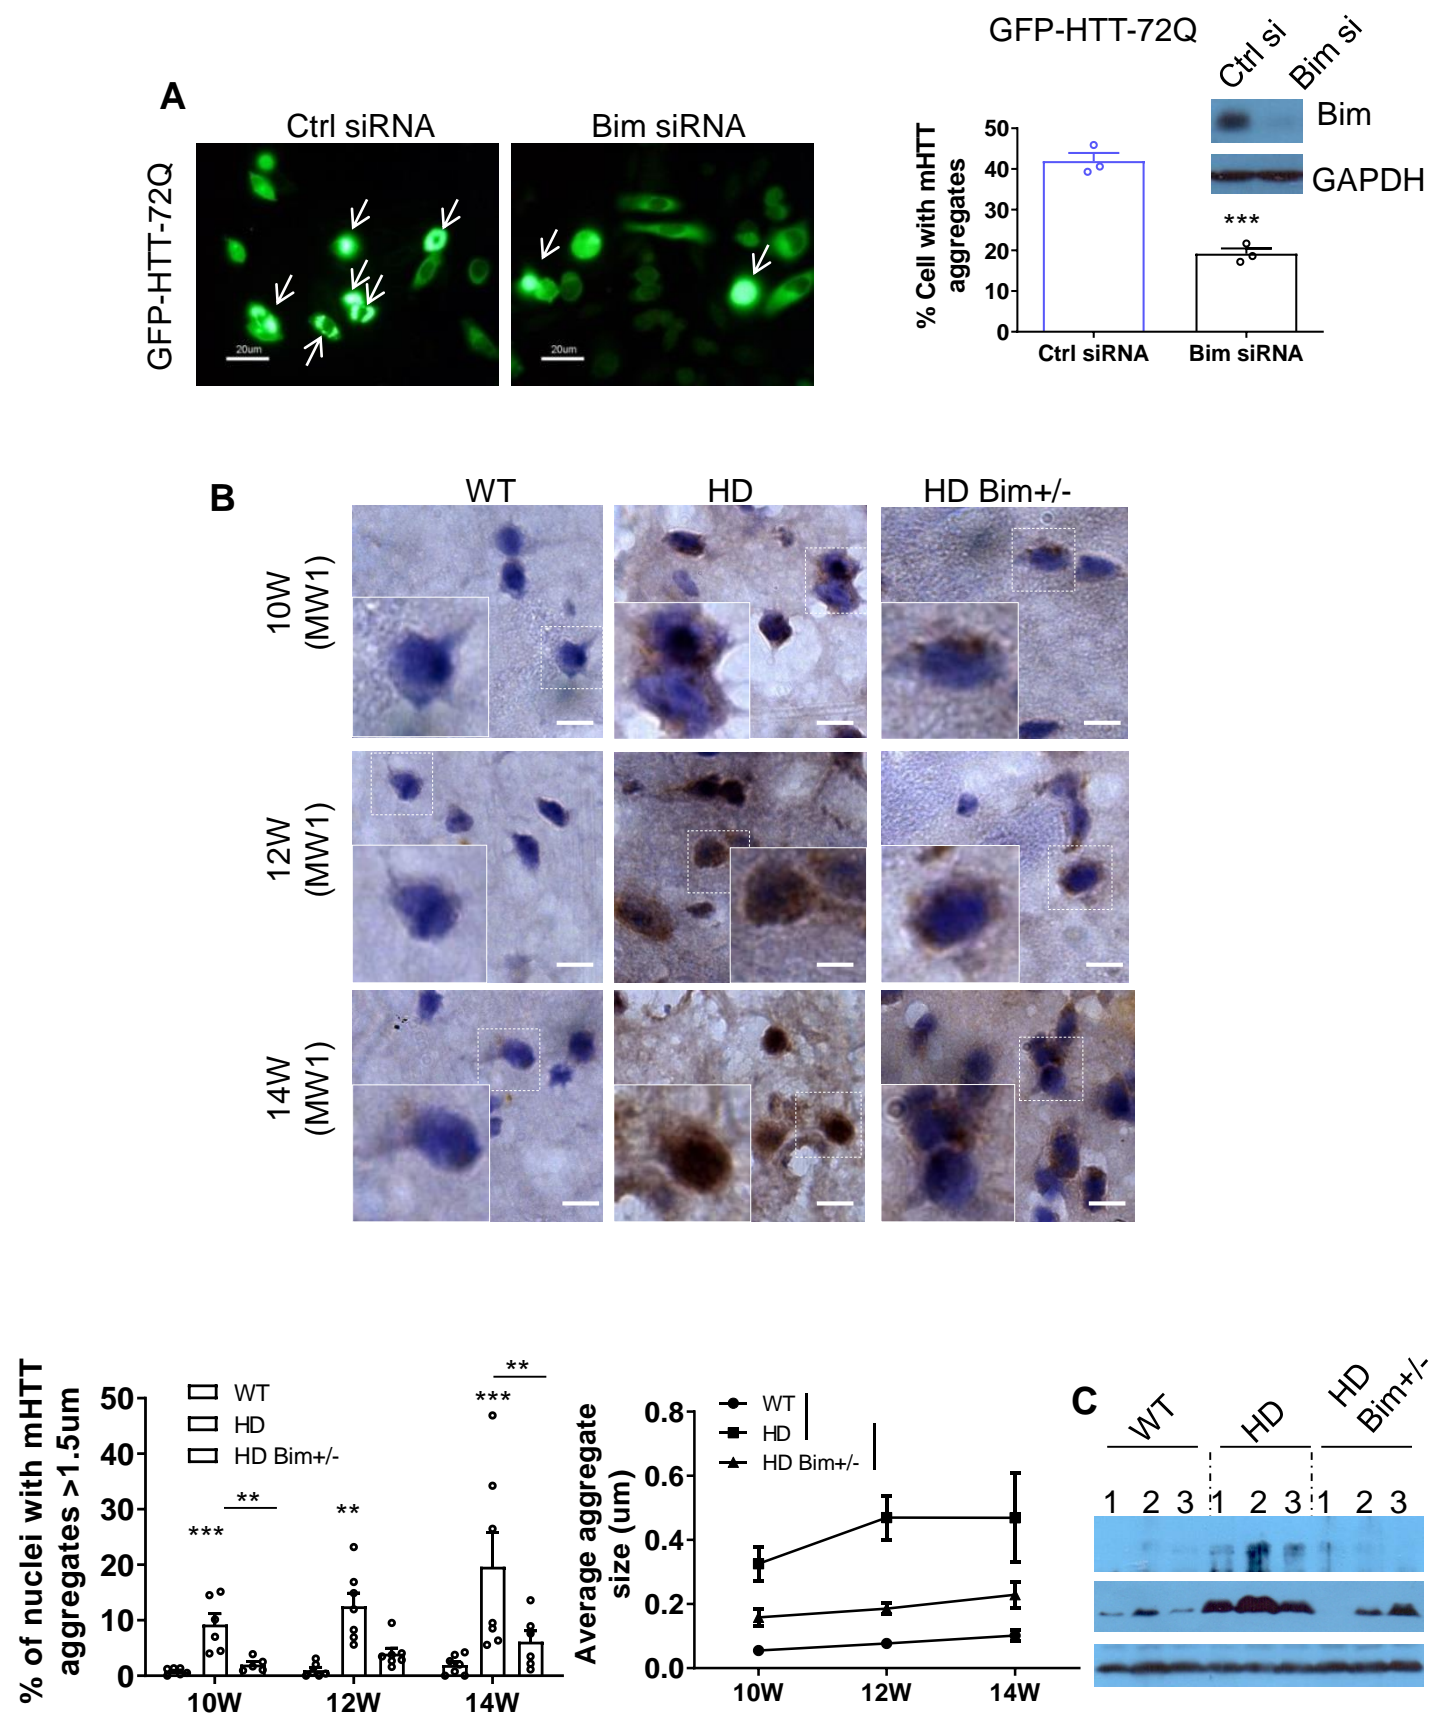 A
Ctrl siRNA
Bim siRNA
GFP-HTT-72Q
20um
20um
GFP-HTT-72Q
Ctrl si
Bim si
Bim
GAPDH
% Cell with mHTT
aggregates
50
40
30
20
10
0
***
Ctrl siRNA
Bim siRNA
B
WT
HD
HD Bim+/-
10W
(MW1)
12W
(MW1)
14W
(MW1)
% of nuclei with mHTT
aggregates >1.5um
50
40
30
20
10
0
WT
HD
HD Bim+/-
***
**
**
***
**
10W
12W
14W
Average aggregate
size (um)
0.8
0.6
0.4
0.2
0.0
WT
HD
HD Bim+/-
10W
12W
14W
C
WT
HD
HD
Bim+/-
1 2 3 1 2 3 1 2 3